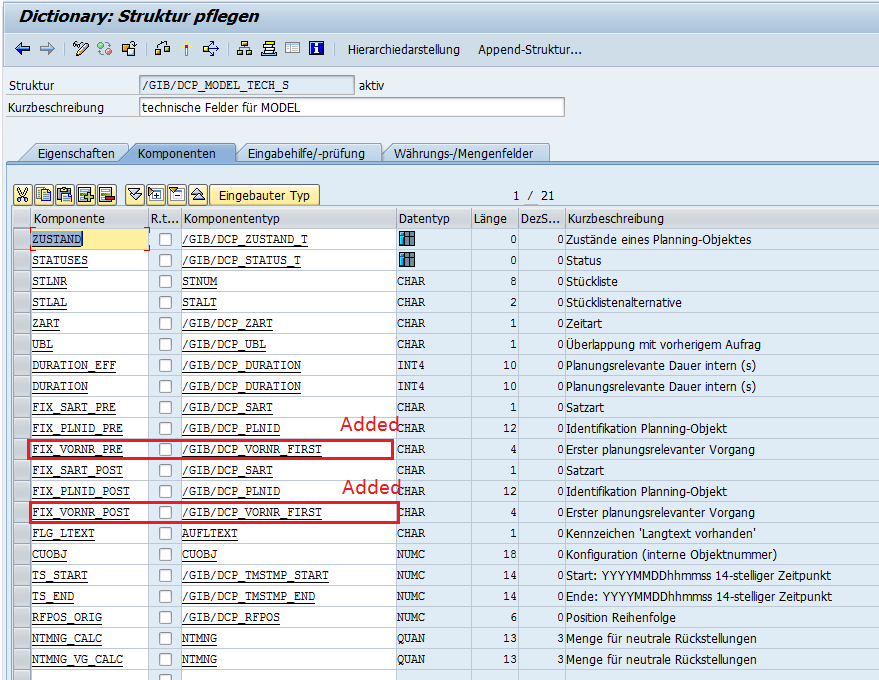 Dictionary: Struktur pflegen
Hierarchiedarstellung Append-Struktur...
Struktur /GIB/DCP_MODEL_TECH_S aktiv
Kurzbeschreibung technische Felder für MODEL
Eigenschaften Komponenten Eingabehilfe/-prüfung Währungs-/Mengenfelder
Eingebauter Typ 1 / 21
Komponente R.t... Komponententyp Datentyp Länge DezS... Kurzbeschreibung
ZUSTAND /GIB/DCP_ZUSTAND_T 0 0 Zustände eines Planning-Objektes
STATUSES /GIB/DCP_STATUS_T 0 0 Status
STLNR STNUM CHAR 8 0 Stückliste
STLAL STALT CHAR 2 0 Stücklistenalternative
ZART /GIB/DCP_ZART CHAR 1 0 Zeitart
UBL /GIB/DCP_UBL CHAR 1 0 Überlappung mit vorherigem Aufrag
DURATION_EFF /GIB/DCP_DURATION INT4 10 0 Planungsrelevante Dauer intern (s)
DURATION /GIB/DCP_DURATION INT4 10 0 Planungsrelevante Dauer intern (s)
FIX_SART_PRE /GIB/DCP_SART CHAR 1 0 Satzart
Added
FIX_PLNID_PRE /GIB/DCP_PLNID CHAR 12 0 Identifikation Planning-Objekt
FIX_VORNR_PRE /GIB/DCP_VORNR_FIRST CHAR 4 0 Erster planungsrelevanter Vorgang
FIX_SART_POST /GIB/DCP_SART CHAR 1 0 Satzart
Added
FIX_PLNID_POST /GIB/DCP_PLNID CHAR 12 0 Identifikation Planning-Objekt
FIX_VORNR_POST /GIB/DCP_VORNR_FIRST CHAR 4 0 Erster planungsrelevanter Vorgang
FLG_LTEXT AUFLTEXT CHAR 1 0 Kennzeichen 'Langtext vorhanden'
CUOBJ CUOBJ NUMC 18 0 Konfiguration (interne Objektnummer)
TS_START /GIB/DCP_TMSTMP_START NUMC 14 0 Start: YYYYMMDDhhmmss 14-stelliger Zeitpunkt
TS_END /GIB/DCP_TMSTMP_END NUMC 14 0 Ende: YYYYMMDDhhmmss 14-stelliger Zeitpunkt
RFPOS_ORIG /GIB/DCP_RFPOS NUMC 6 0 Position Reihenfolge
NTMNG_CALC NTMNG QUAN 13 3 Menge für neutrale Rückstellungen
NTMNG_VG_CALC NTMNG QUAN 13 3 Menge für neutrale Rückstellungen